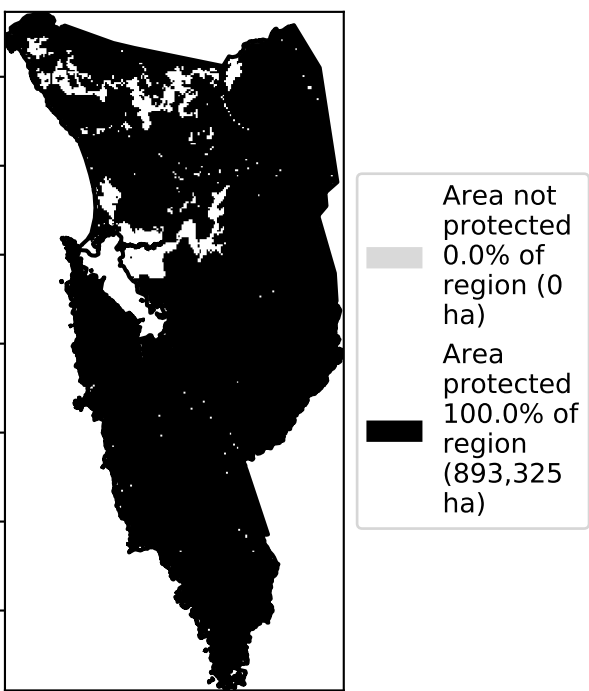 Area not
protected
0.0% of
region (0
ha)
Area
protected
100.0% of
region
(893,325
ha)